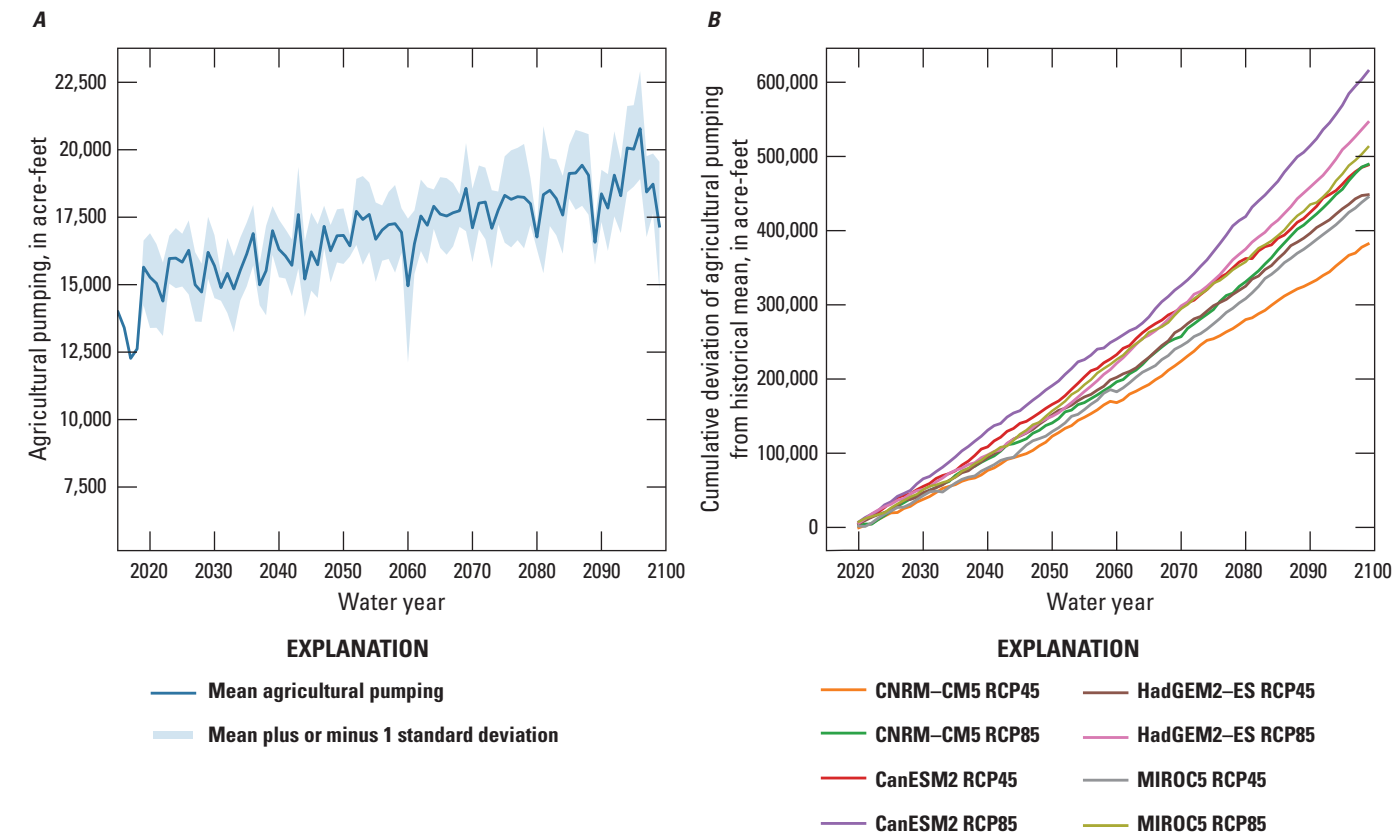 A
Agricultural pumping, in acre-feet
22,500
20,000
17,500
15,000
12,500
10,000
7,500
2020 2030 2040 2050 2060 2070 2080 2090 2100
Water year
EXPLANATION
Mean agricultural pumping
Mean plus or minus 1 standard deviation
B
Cumulative deviation of agricultural pumping
from historical mean, in acre-feet
600,000
500,000
400,000
300,000
200,000
100,000
0
2020 2030 2040 2050 2060 2070 2080 2090 2100
Water year
EXPLANATION
CNRM–CM5 RCP45
CNRM–CM5 RCP85
CanESM2 RCP45
CanESM2 RCP85
HadGEM2–ES RCP45
HadGEM2–ES RCP85
MIROC5 RCP45
MIROC5 RCP85